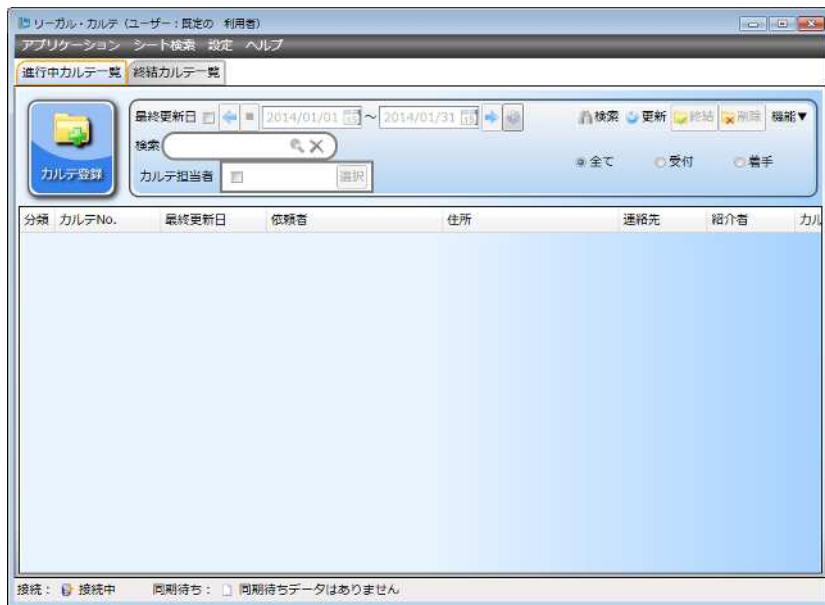 リーガル・カルテ（ユーザー：既定の 利用者）
アプリケーション シート検索 設定 ヘルプ
進行中カルテ一覧 終結カルテ一覧
カルテ登録
最終更新日 2014/01/01 15 ～ 2014/01/31 15 検索 更新 終結 削除 機能▼
検索
全て 受付 着手
カルテ担当者 選択
分類 カルテNo. 最終更新日 依頼者 住所 連絡先 紹介者 カル
接続： 接続中 同期待ち： 同期待ちデータはありません